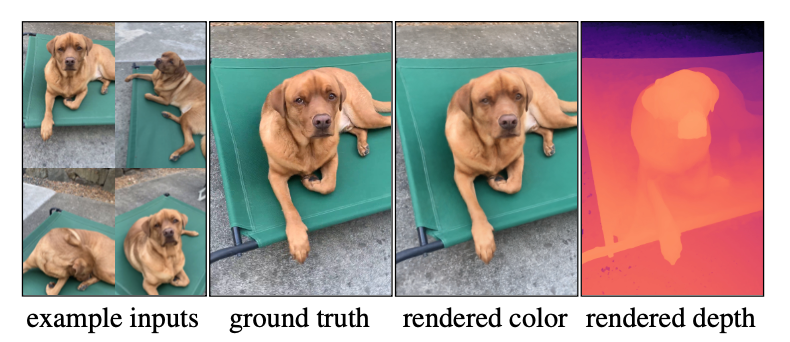 example inputs
ground truth
rendered color
rendered depth